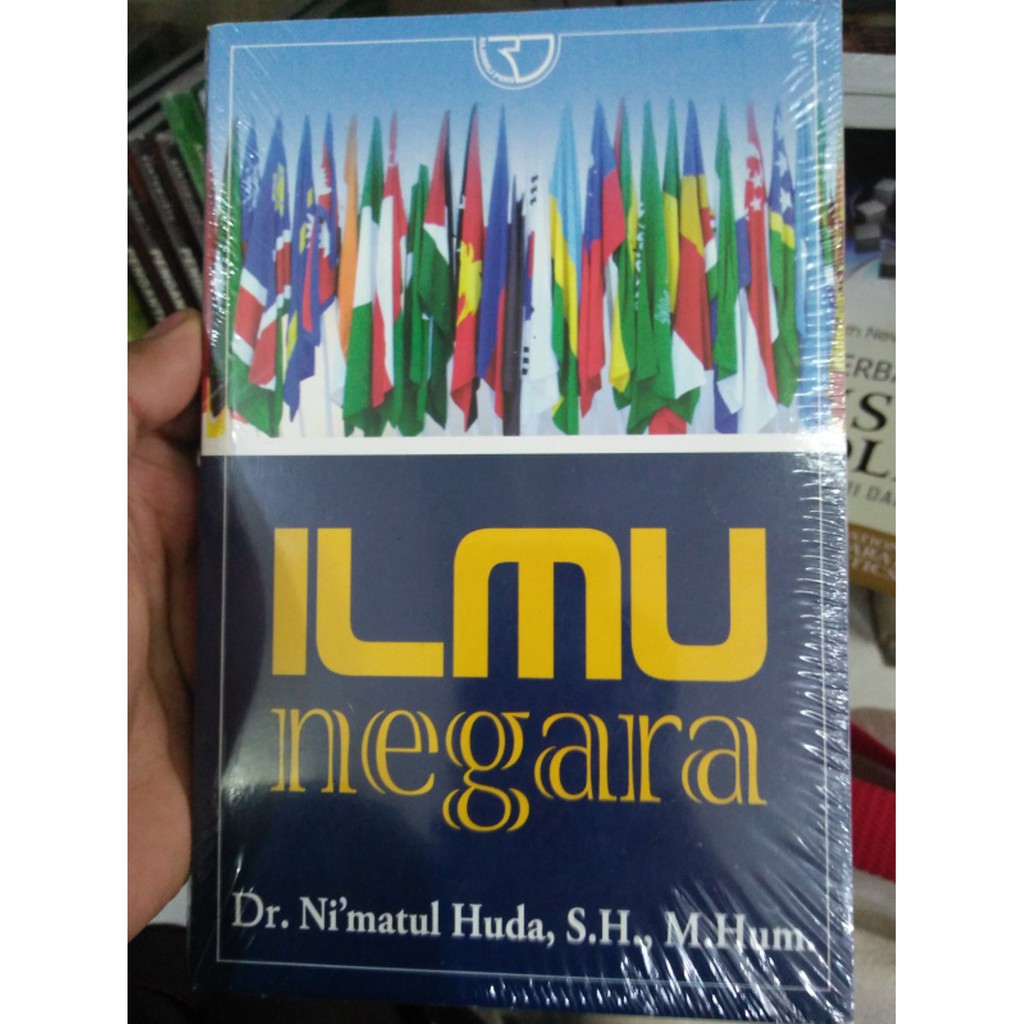 ILMU
negara
Dr. Ni'matul Huda, S.H., M.Hum.